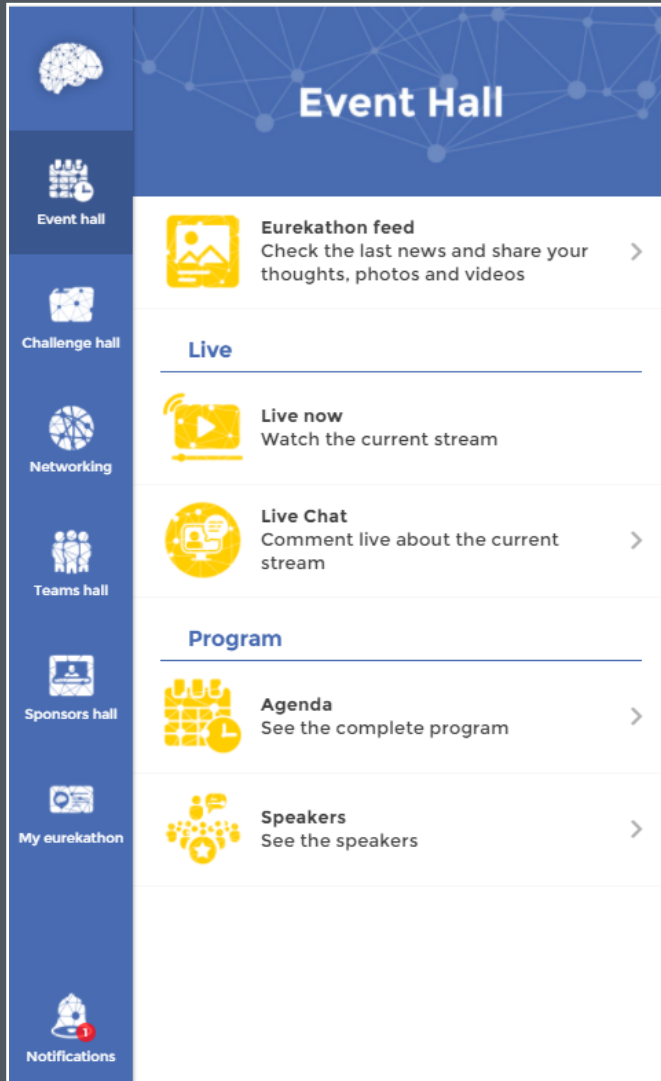 Event Hall
Event hall
Challenge hall
Networking
Teams hall
Sponsors hall
My eurekathon
1
Notifications
Eurekathon feed
Check the last news and share your
thoughts, photos and videos
Live
Live now
Watch the current stream
Live Chat
Comment live about the current
stream
Program
Agenda
See the complete program
Speakers
See the speakers